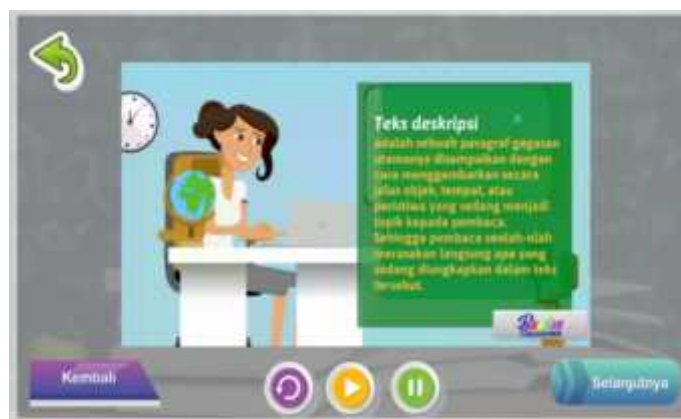 Teks deskripsi
adalah sebuah paragraf gagasan
utamanya disampaikan dengan
cara menggambarkan secara
jelas objek, tempat, atau
peristiwa yang sedang menjadi
topik kepada pembaca.
Sehingga pembaca seolah-olah
merasakan langsung apa yang
sedang diungkapkan dalam teks
tersebut.
Kembali
Selanjutnya